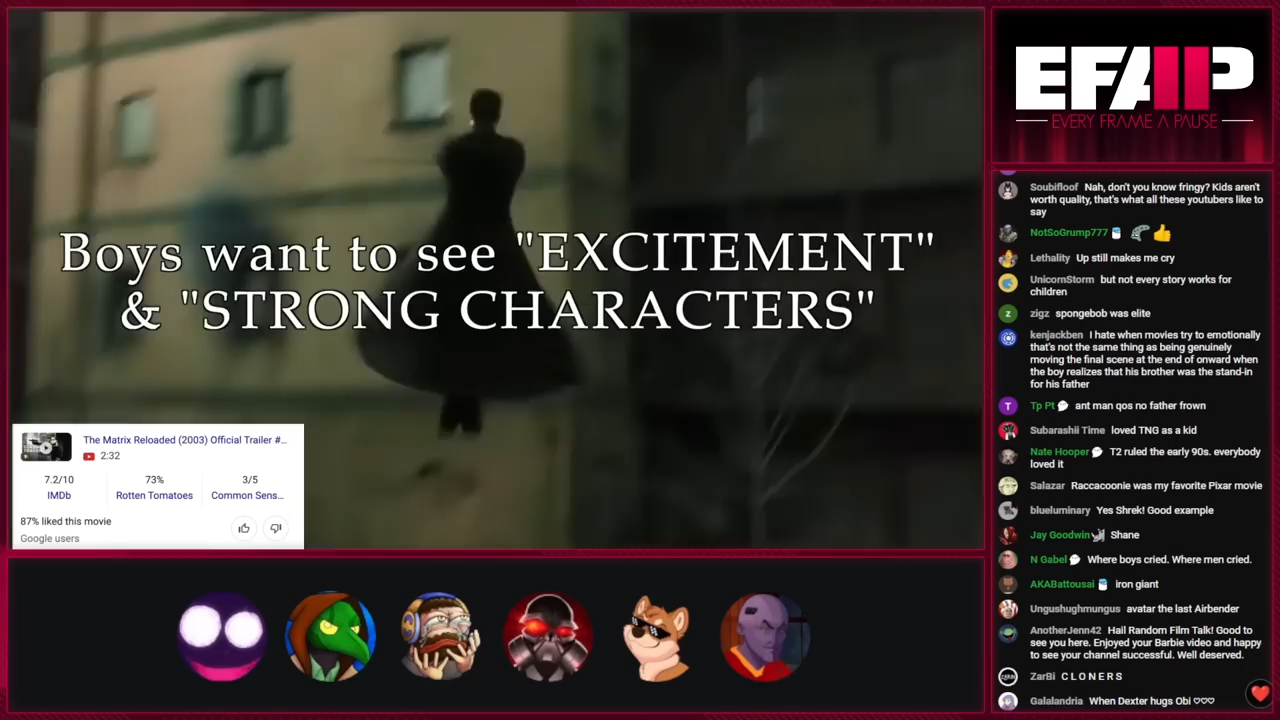 Boys want to see "EXCITEMENT"
& "STRONG CHARACTERS"
The Matrix Reloaded (2003) Official Trailer #...
2:32
7.2/10
73%
3/5
IMDb
Rotten Tomatoes
Common Sens...
87% liked this movie
Google users
EFAP
EVERY FRAME A PAUSE
Soubifloof Nah, don't you know fringy? Kids aren't
worth quality, that's what all these youtubers like to
say
NotSoGrump777
Lethality Up still makes me cry
UnicornStorm but not every story works for
children
z
zigz spongebob was elite
kenjackben I hate when movies try to emotionally
that's not the same thing as being genuinely
moving the final scene at the end of onward when
the boy realizes that his brother was the stand-in
for his father
T
Tp Pt ant man qos no father frown
Subarashii Time loved TNG as a kid
Nate Hooper T2 ruled the early 90s. everybody
loved it
Salazar Raccacoonie was my favorite Pixar movie
blueluminary Yes Shrek! Good example
Jay Goodwin Shane
N Gabel Where boys cried. Where men cried.
AKABattousai iron giant
Ungushughmungus avatar the last Airbender
AnotherJenn42 Hail Random Film Talk! Good to
see you here. Enjoyed your Barbie video and happy
to see your channel successful. Well deserved.
ZarBi C L O N E R S
Galalandria When Dexter hugs Obi ♡♡♡